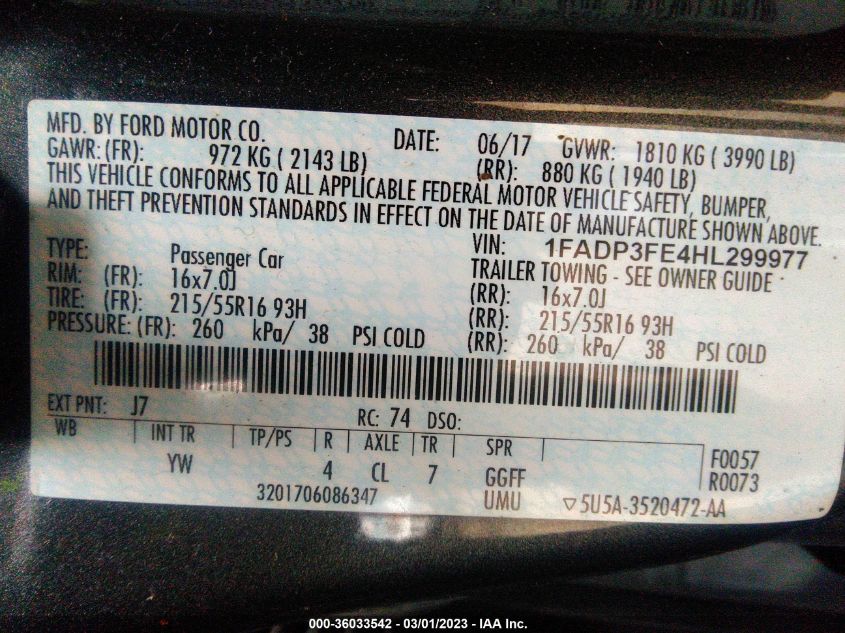 MFD. BY FORD MOTOR CO. DATE: 06/17 GVWR: 1810 KG ( 3990 LB)
GAWR: (FR): 972 KG ( 2143 LB) (RR): 880 KG ( 1940 LB)
THIS VEHICLE CONFORMS TO ALL APPLICABLE FEDERAL MOTOR VEHICLE SAFETY, BUMPER,
AND THEFT PREVENTION STANDARDS IN EFFECT ON THE DATE OF MANUFACTURE SHOWN ABOVE.
VIN: 1FADP3FE4HL299977
TYPE: Passenger Car TRAILER TOWING - SEE OWNER GUIDE
RIM: (FR): 16x7.0J (RR): 16x7.0J
TIRE: (FR): 215/55R16 93H (RR): 215/55R16 93H
PRESSURE: (FR): 260 kPa/ 38 PSI COLD (RR): 260 kPa/ 38 PSI COLD
EXT PNT: J7 RC: 74 DSO:
WB INT TR TP/PS R AXLE TR SPR F0057
YW 4 CL 7 GGFF R0073
3201706086347 UMU ▽5U5A-3520472-AA
000-36033542 — 03/01/2023 — IAA Inc.